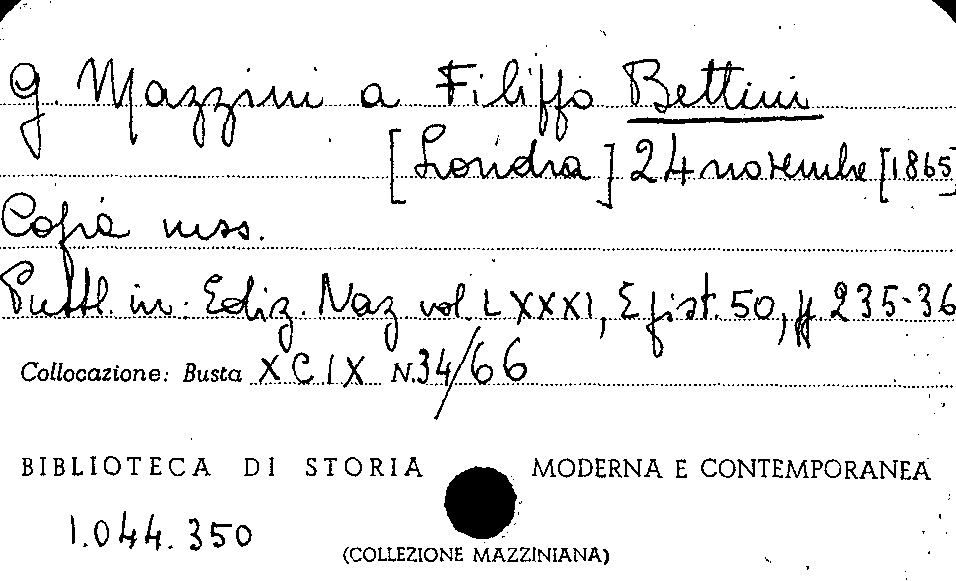 G. Mazzini a Filippo Bettini
[Londra] 24 novembre [1865]
Copia mss.
Pubbl. in: Ediz. Naz vol. LXXXI, Epist. 50, pp 235-36
Collocazione: Busta XCIX N. 34/66
BIBLIOTECA DI STORIA MODERNA E CONTEMPORANEA
1.044.350
(COLLEZIONE MAZZINIANA)